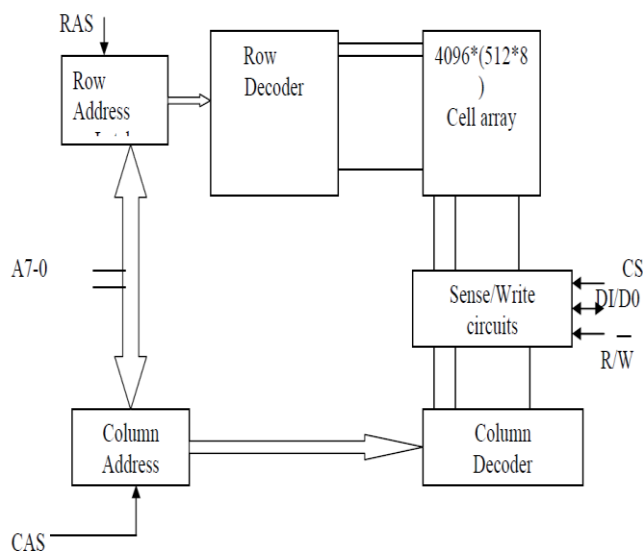 RAS
Row
Address
Row
Decoder
4096*(512*8
)
Cell array
A7-0
Sense/Write
circuits
CS
DI/D0
R/W
Column
Address
Column
Decoder
CAS